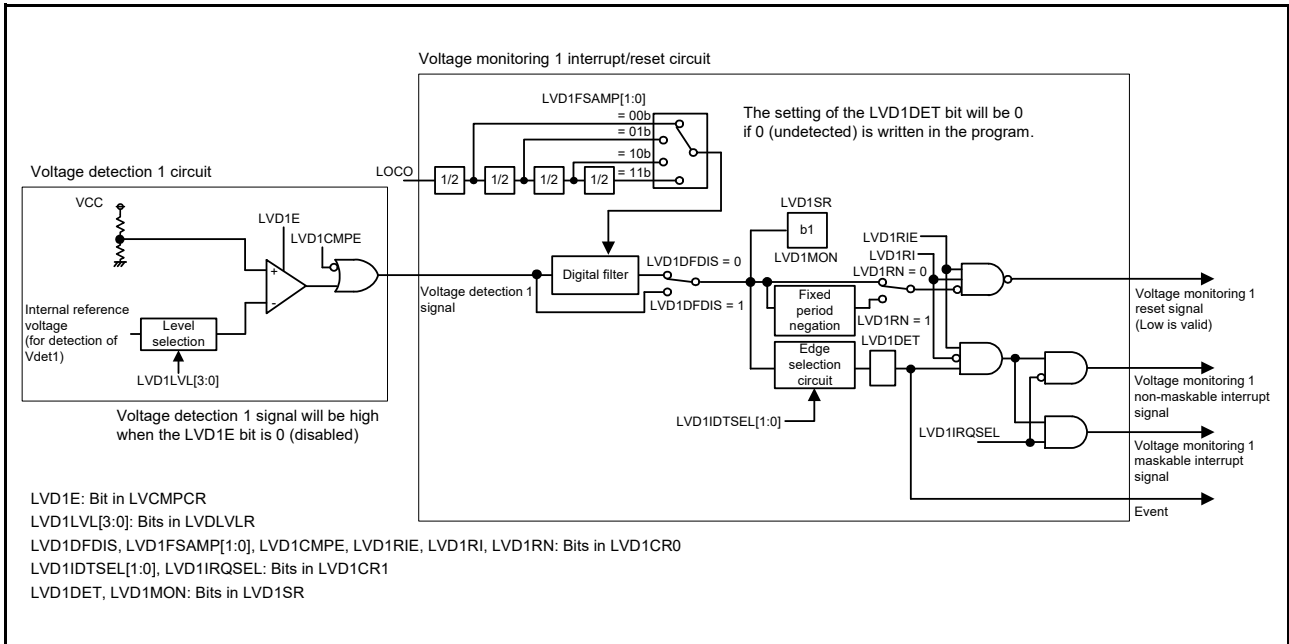 Voltage monitoring 1 interrupt/reset circuit
LVD1FSAMP[1:0]
= 00b
= 01b
= 10b
= 11b
The setting of the LVD1DET bit will be 0
if 0 (undetected) is written in the program.
LOCO
1/2
1/2
1/2
1/2
Voltage detection 1 circuit
VCC
LVD1E
LVD1CMPE
+
-
Internal reference
voltage
(for detection of
Vdet1)
Level
selection
LVD1LVL[3:0]
Voltage detection 1 signal will be high
when the LVD1E bit is 0 (disabled)
Voltage detection 1
signal
Digital filter
LVD1DFDIS = 0
LVD1DFDIS = 1
LVD1SR
b1
LVD1MON
LVD1RIE
LVD1RI
LVD1RN = 0
Fixed
period
negation
LVD1RN = 1
LVD1DET
Edge
selection
circuit
LVD1IDTSEL[1:0]
LVD1IRQSEL
Voltage monitoring 1
reset signal
(Low is valid)
Voltage monitoring 1
non-maskable interrupt
signal
Voltage monitoring 1
maskable interrupt
signal
Event
LVD1E: Bit in LVCMPCR
LVD1LVL[3:0]: Bits in LVDLVLR
LVD1DFDIS, LVD1FSAMP[1:0], LVD1CMPE, LVD1RIE, LVD1RI, LVD1RN: Bits in LVD1CR0
LVD1IDTSEL[1:0], LVD1IRQSEL: Bits in LVD1CR1
LVD1DET, LVD1MON: Bits in LVD1SR